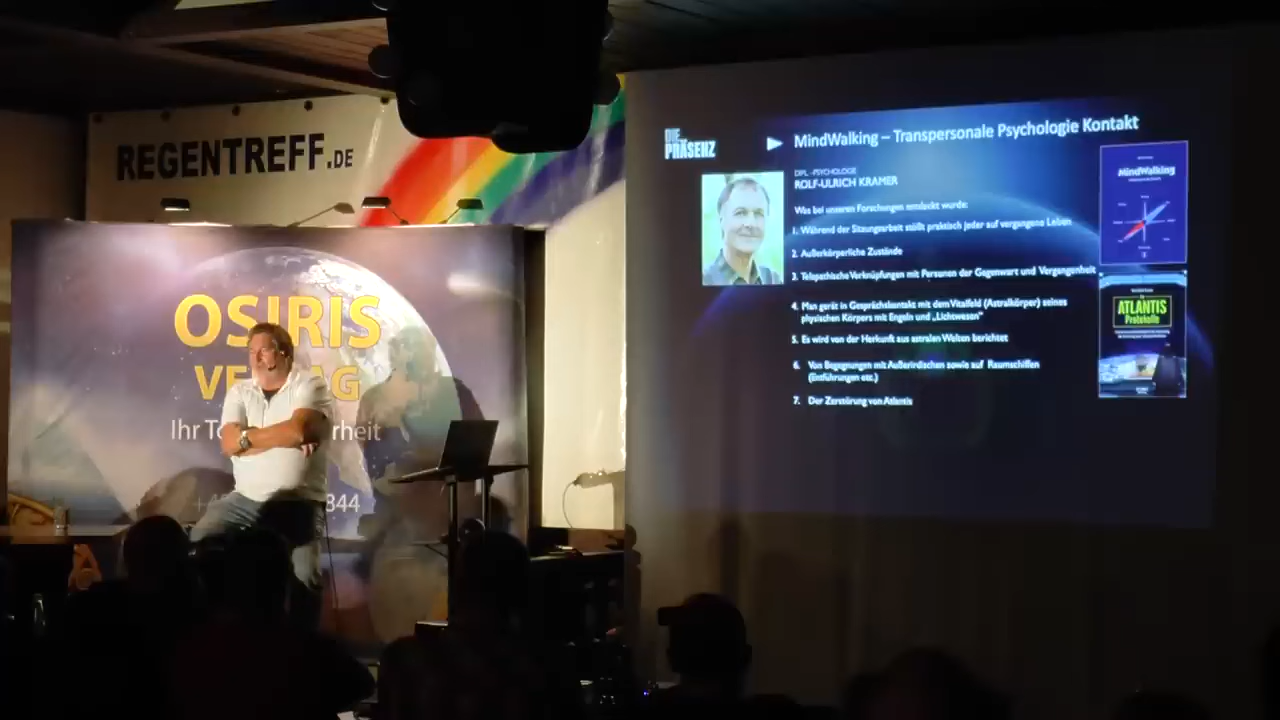 REGENTREFF.DE
OSIRIS
VE AG
Ihr To rheit
844
DIE_
PRÄSENZ
MindWalking – Transpersonale Psychologie Kontakt
DIPL.-PSYCHOLOGE
ROLF-ULRICH KRAMER
Was bei unseren Forschungen entdeckt wurde:
1. Während der Sitzungsarbeit stößt praktisch jeder auf vergangene Leben
2. Außerkörperliche Zustände
3. Telepathische Verknüpfungen mit Personen der Gegenwart und Vergangenheit
4. Man gerät in Gesprächskontakt mit dem Vitalfeld (Astralkörper) seines
physischen Körpers mit Engeln und „Lichtwesen"
5. Es wird von der Herkunft aus astralen Welten berichtet
6. Von Begegnungen mit Außerirdischen sowie auf Raumschiffen
(Entführungen etc.)
7. Der Zerstörung von Atlantis
MindWalking
ATLANTIS
Protokolle